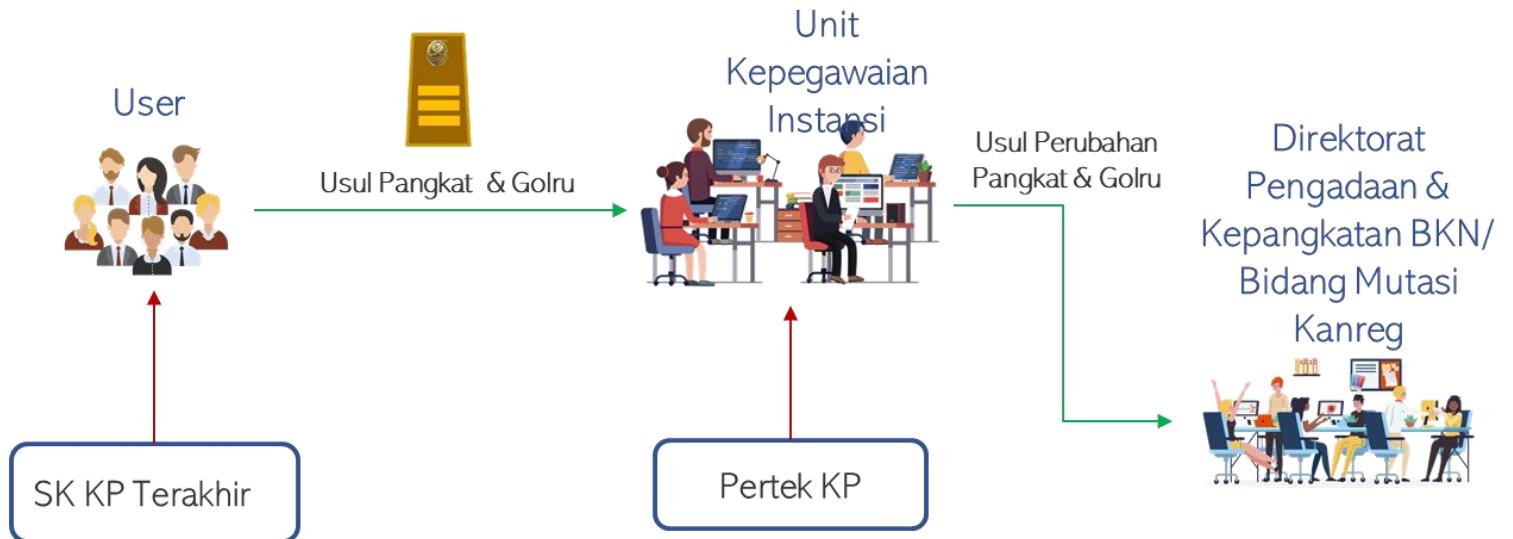 User
Usul Pangkat & Golru
Unit
Kepegawaian
Instansi
Usul Perubahan
Pangkat & Golru
Direktorat
Pengadaan &
Kepangkatan BKN/
Bidang Mutasi
Kanreg
SK KP Terakhir
Pertek KP